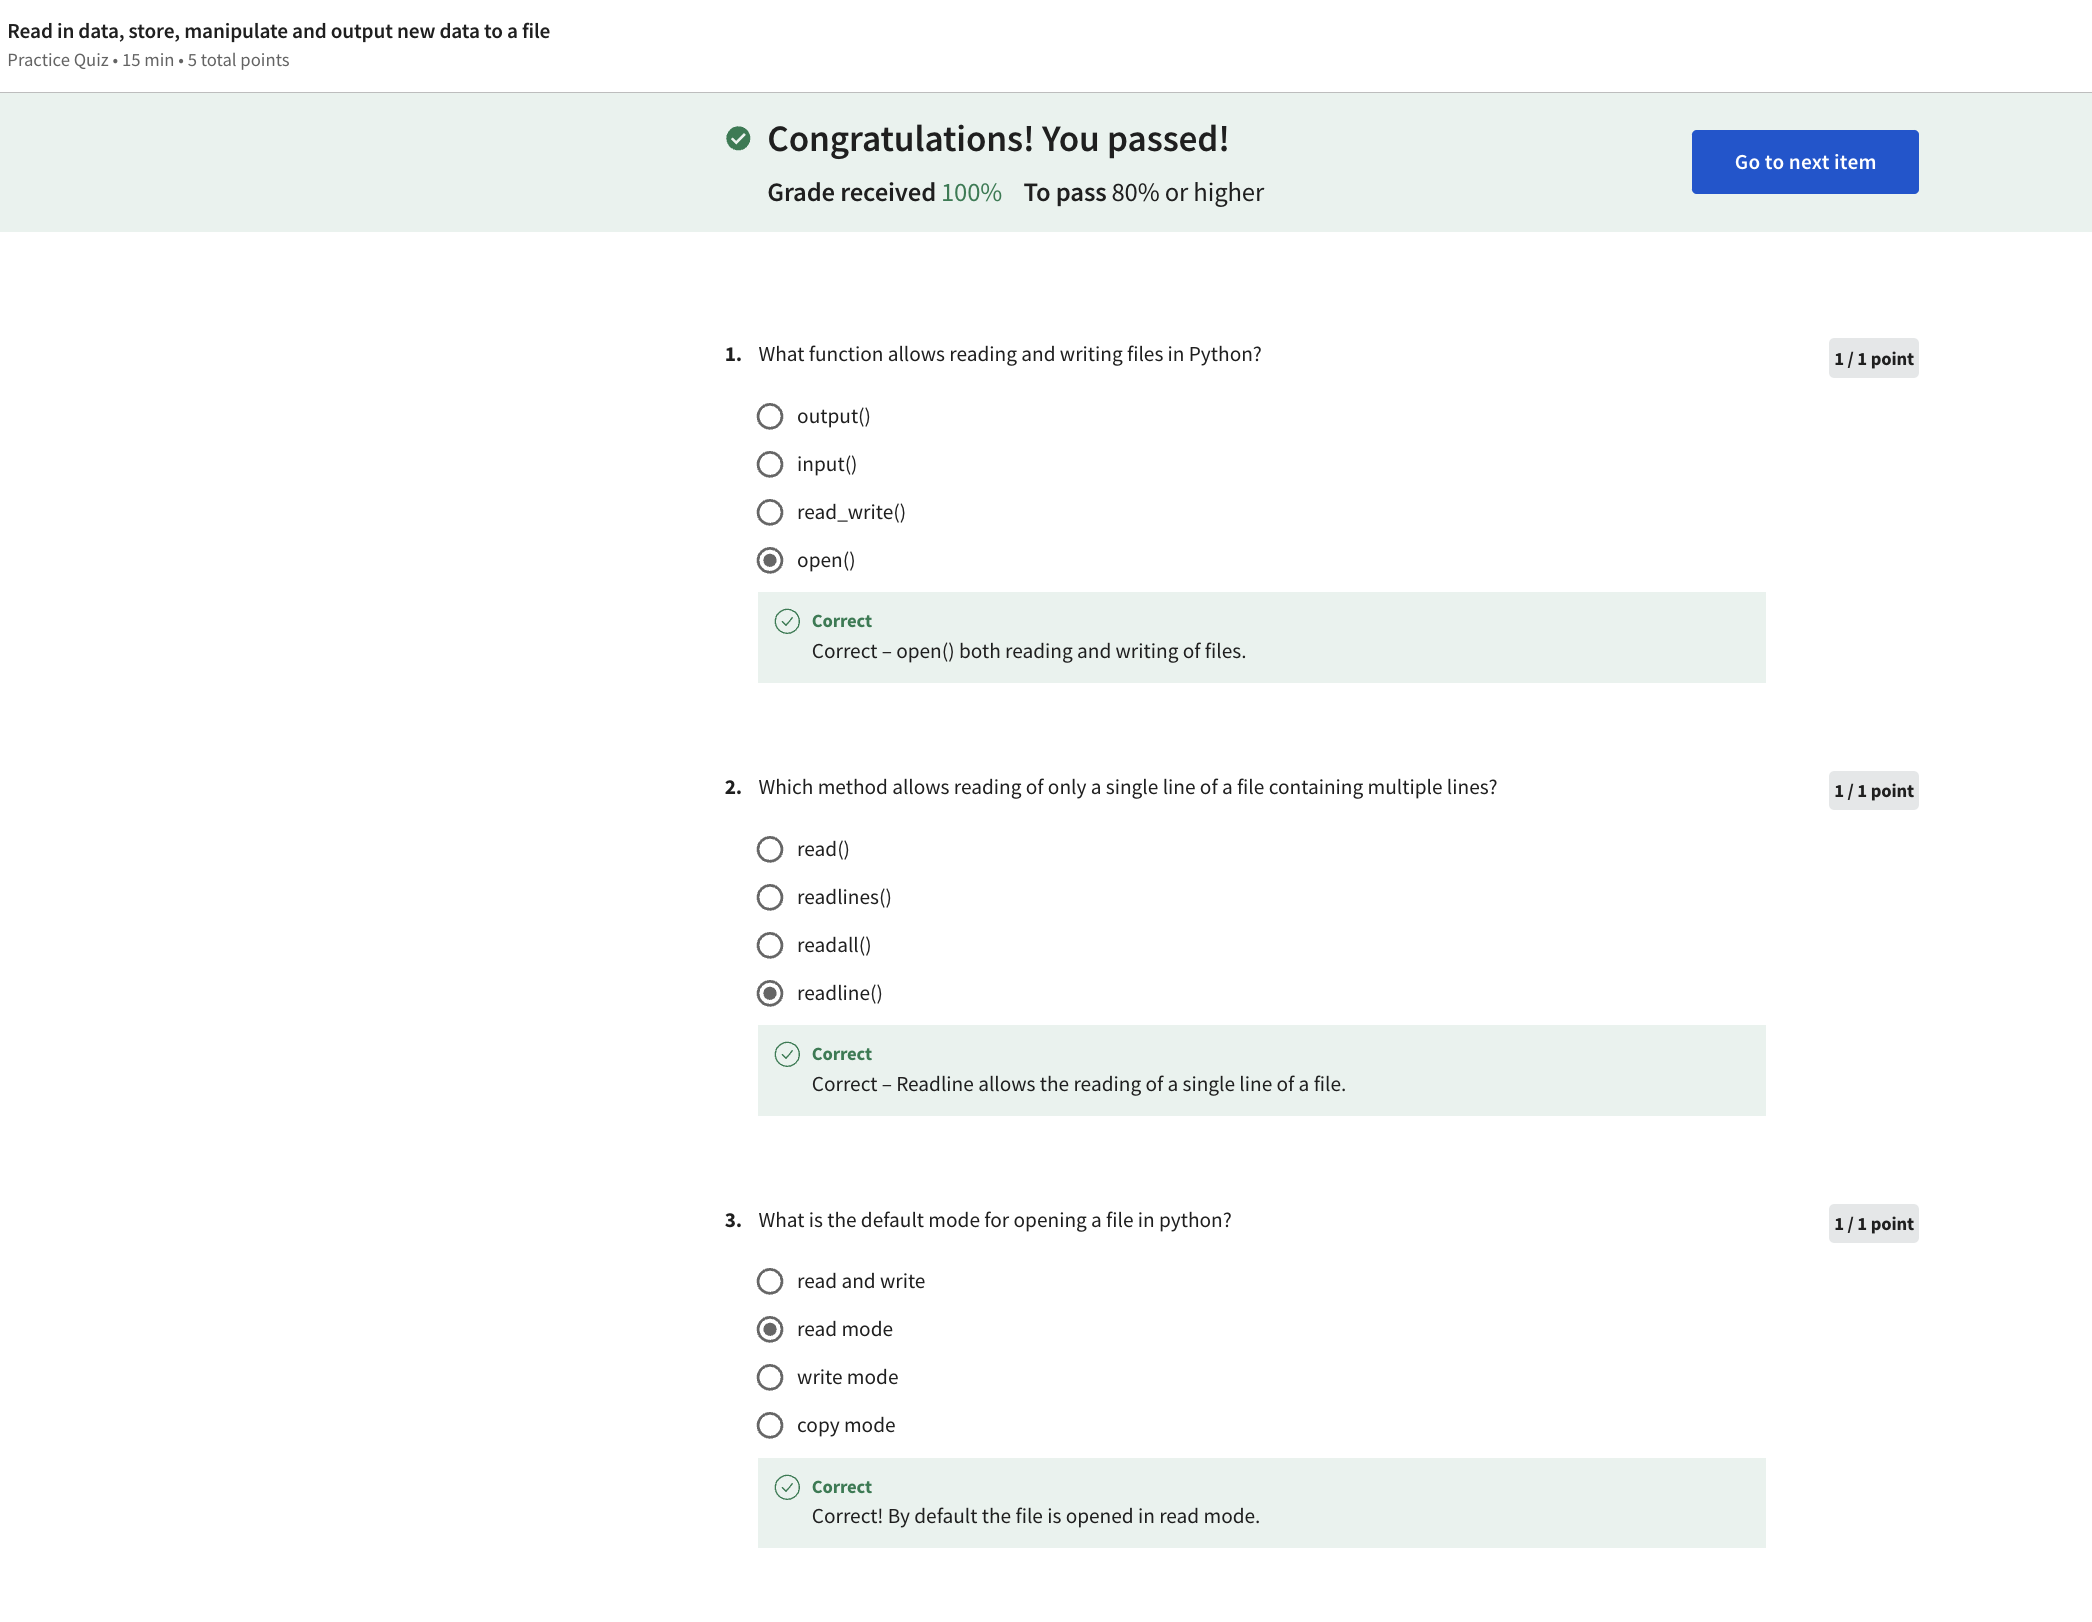 Read in data, store, manipulate and output new data to a file
Practice Quiz • 15 min • 5 total points
Congratulations! You passed!
Grade received 100% To pass 80% or higher
Go to next item
1. What function allows reading and writing files in Python?
1 / 1 point
output()
input()
read_write()
open()
Correct
Correct – open() both reading and writing of files.
2. Which method allows reading of only a single line of a file containing multiple lines?
1 / 1 point
read()
readlines()
readall()
readline()
Correct
Correct – Readline allows the reading of a single line of a file.
3. What is the default mode for opening a file in python?
1 / 1 point
read and write
read mode
write mode
copy mode
Correct
Correct! By default the file is opened in read mode.